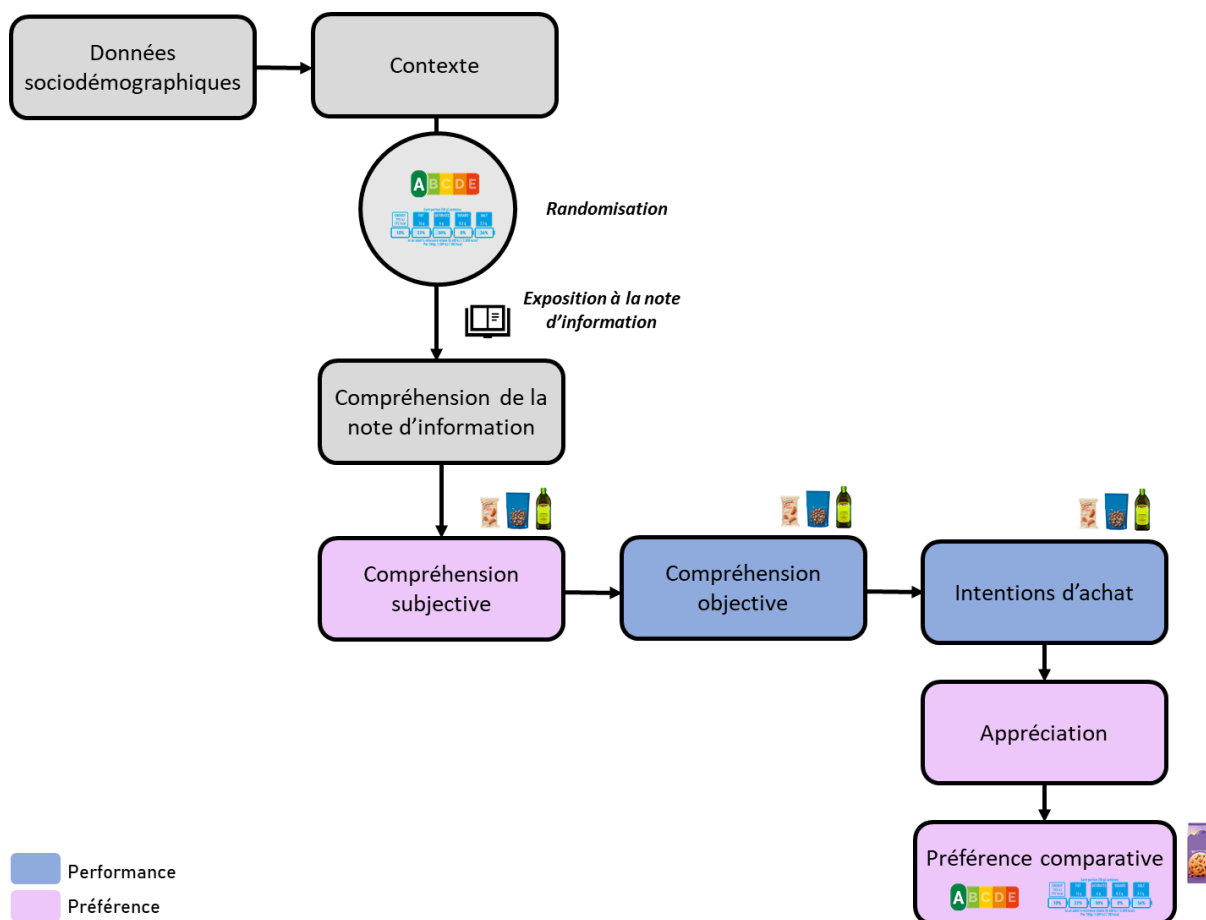 Données
sociodémographiques
Contexte
A B C D E
Randomisation
Exposition à la note
d’information
Compréhension de la
note d’information
Compréhension
subjective
Compréhension
objective
Intentions d’achat
Appréciation
Préférence comparative
A B C D E
Performance
Préférence